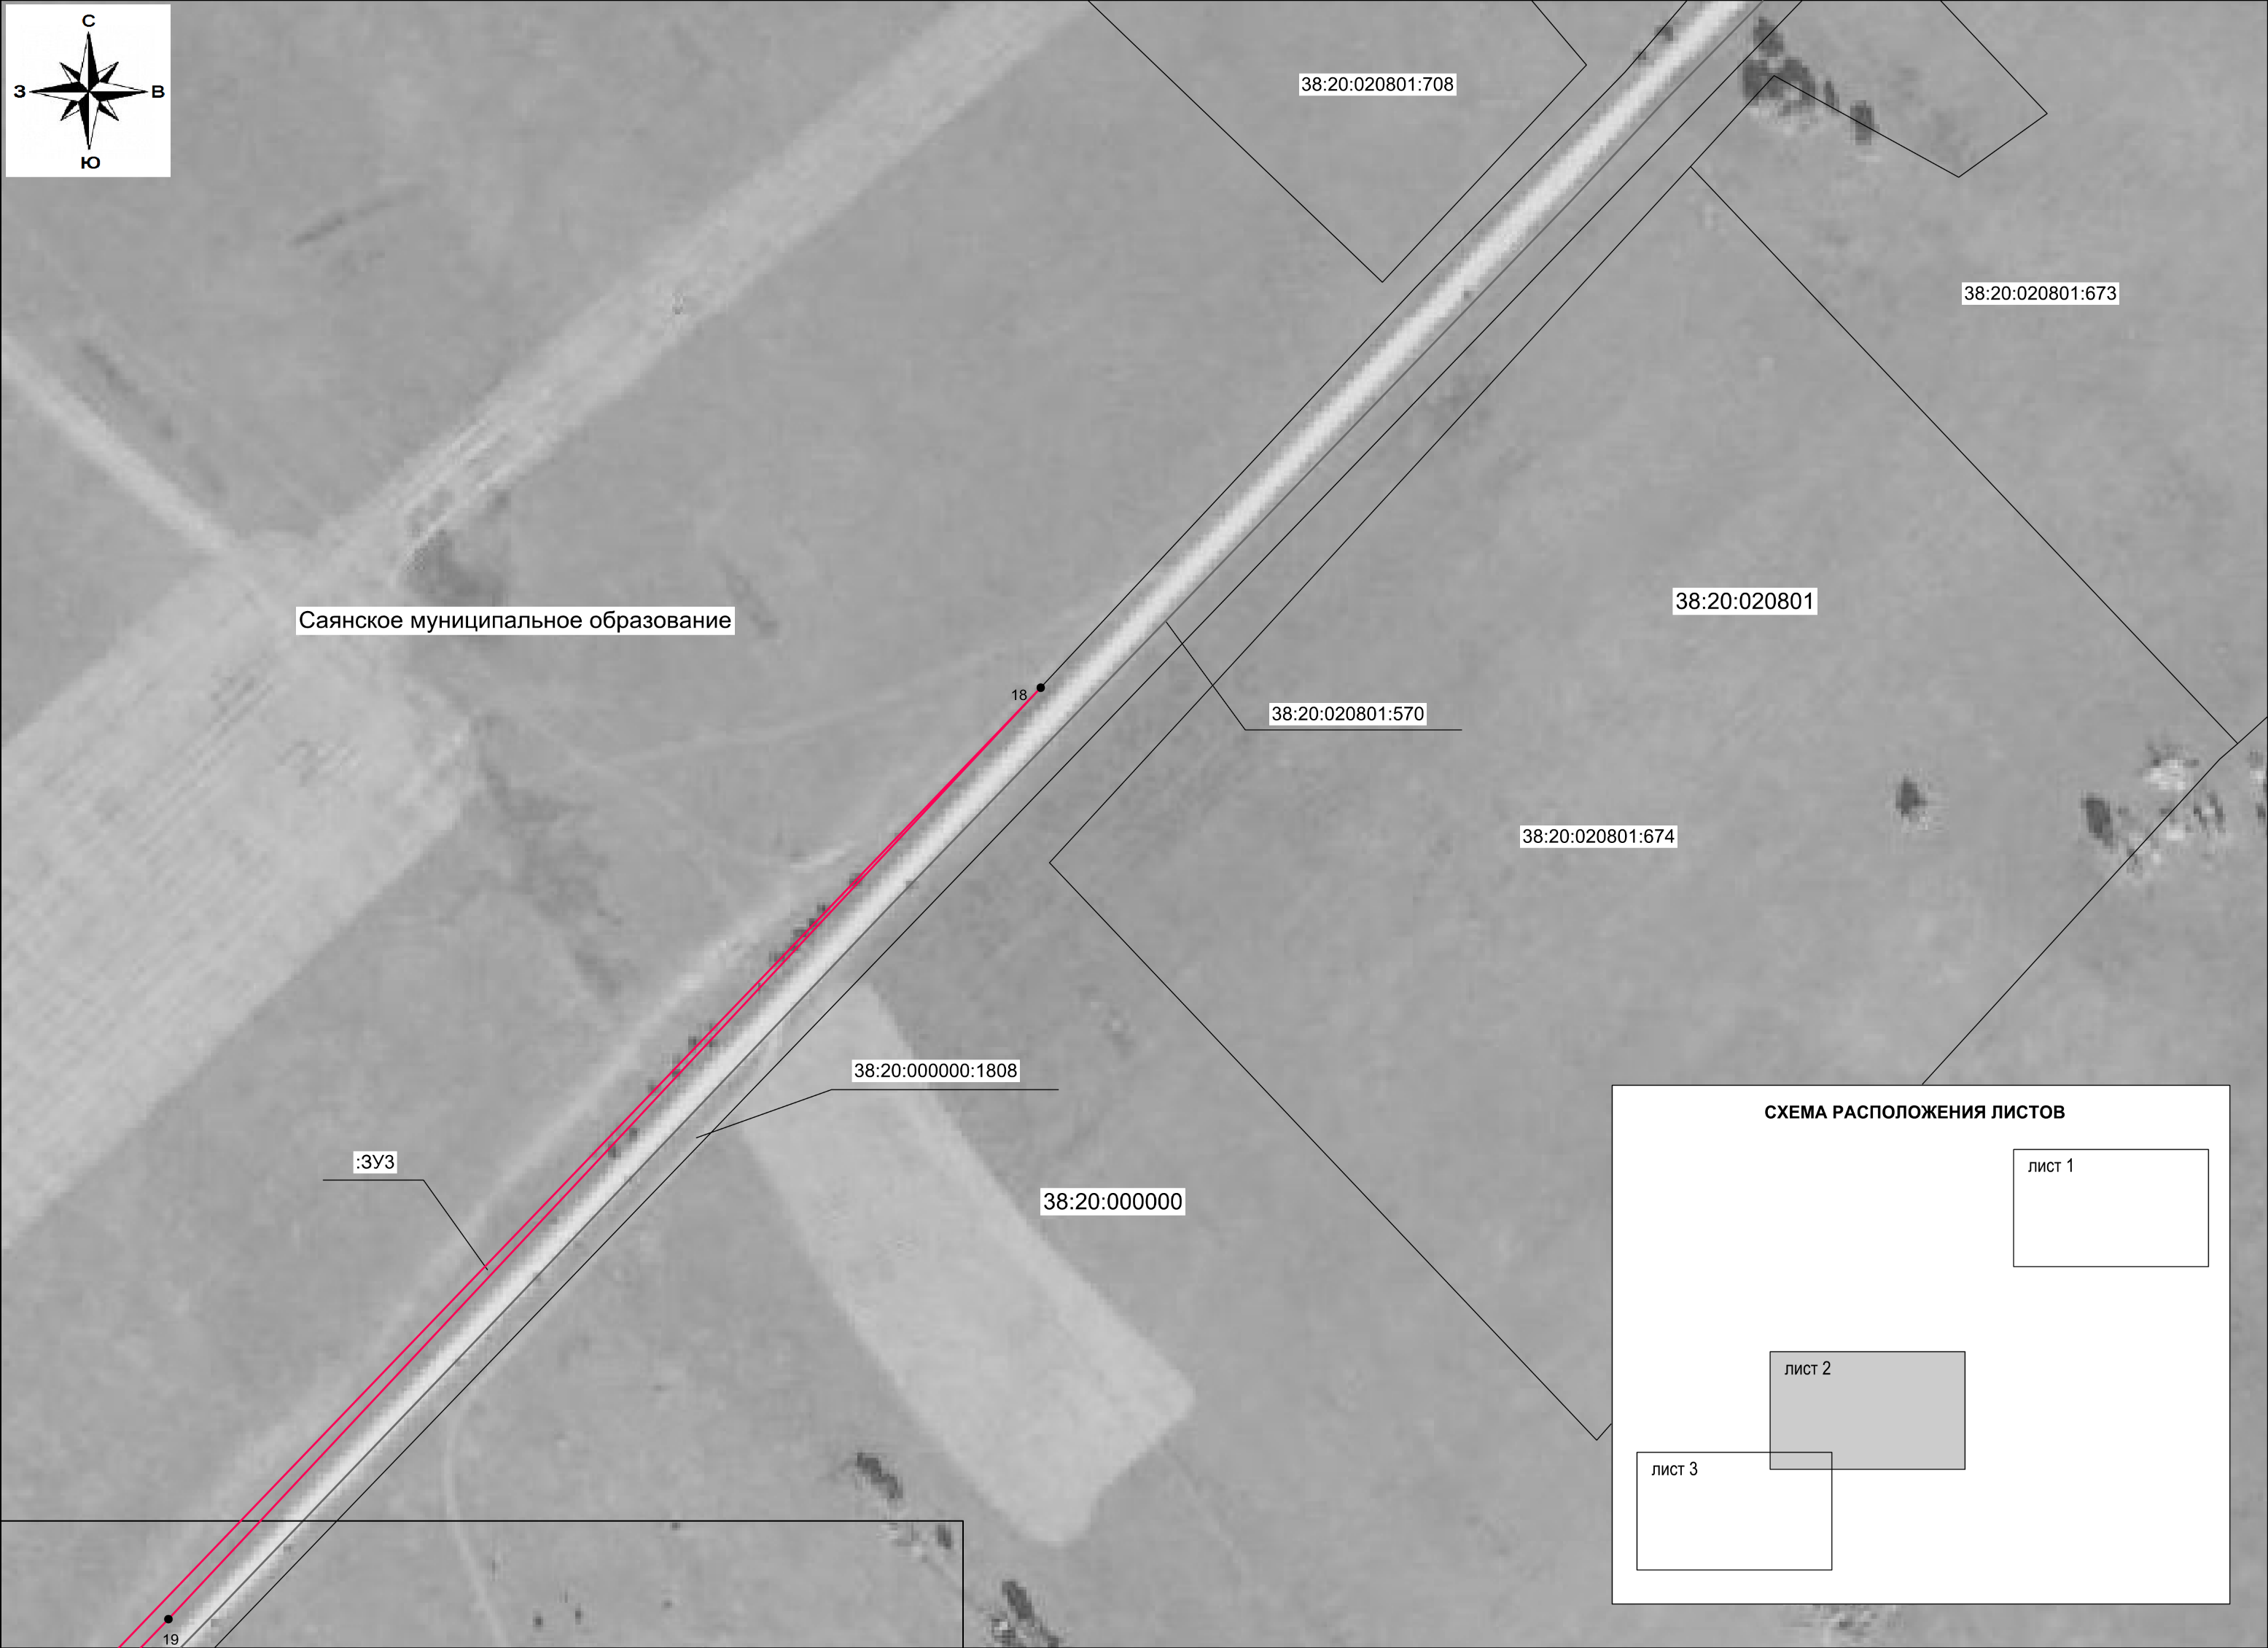 С
З
В
Ю
38:20:020801:708
38:20:020801:673
38:20:020801
Саянское муниципальное образование
18
38:20:020801:570
38:20:020801:674
38:20:000000:1808
:ЗУ3
38:20:000000
СХЕМА РАСПОЛОЖЕНИЯ ЛИСТОВ
лист 1
лист 2
лист 3
19